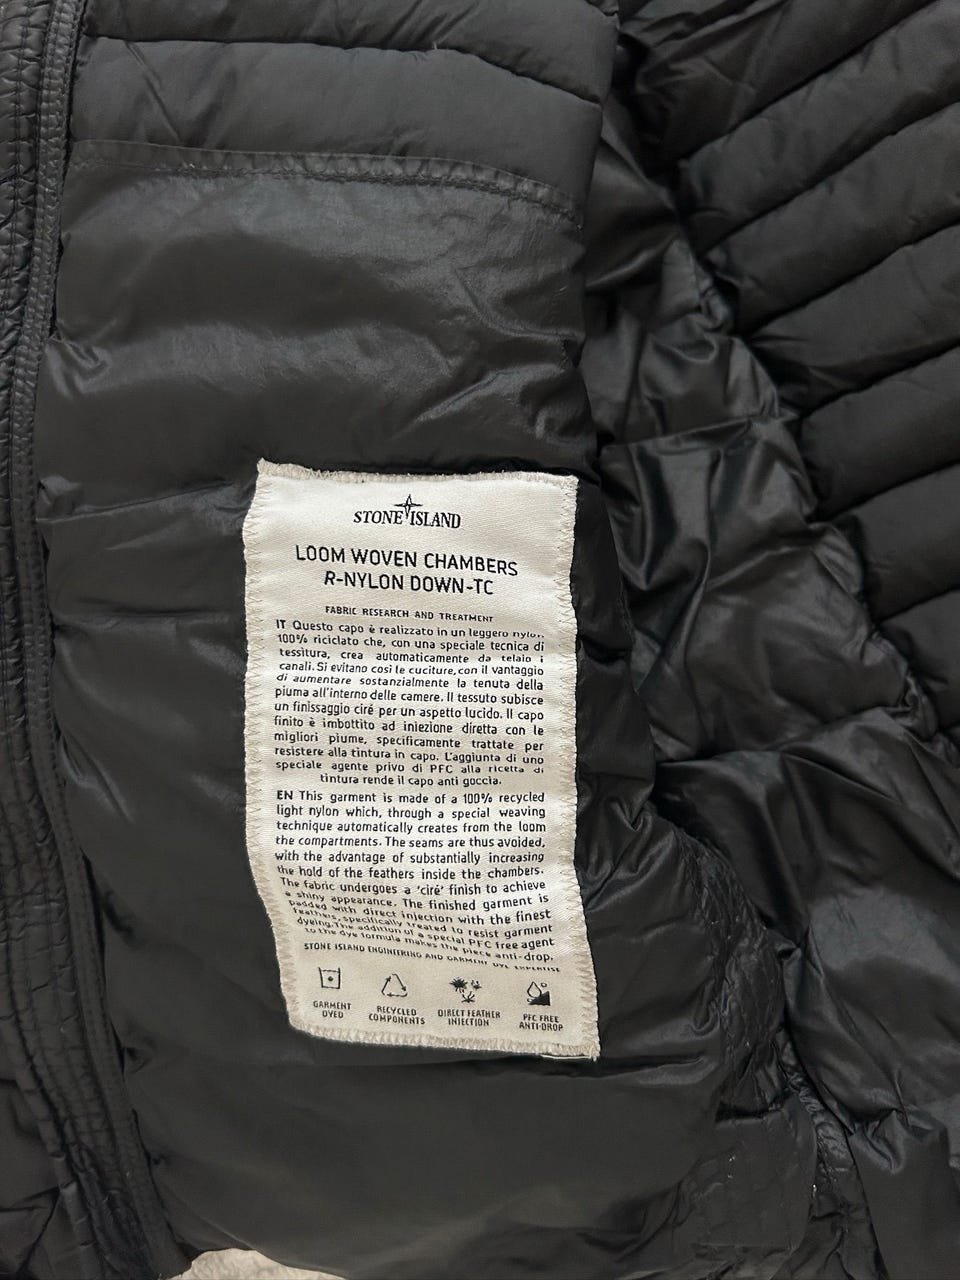 STONE ISLAND
LOOM WOVEN CHAMBERS
R-NYLON DOWN-TC
FABRIC RESEARCH AND TREATMENT
IT Questo capo è realizzato in un leggero nylon
100% riciclato che, con una speciale tecnica di
tessitura, crea automaticamente da telaio i
canali. Si evitano così le cuciture, con il vantaggio
di aumentare sostanzialmente la tenuta della
piuma all'interno delle camere. Il tessuto subisce
un finissaggio ciré per un aspetto lucido. Il capo
finito è imbottito ad iniezione diretta con le
migliori piume, specificamente trattate per
resistere alla tintura in capo. L'aggiunta di uno
speciale agente privo di PFC alla ricetta di
tintura rende il capo anti goccia.
EN This garment is made of a 100% recycled
light nylon which, through a special weaving
technique automatically creates from the loom
the compartments. The seams are thus avoided,
with the advantage of substantially increasing
the hold of the feathers inside the chambers.
The fabric undergoes a 'ciré' finish to achieve
a shiny appearance. The finished garment is
padded with direct injection with the finest
feathers, specifically treated to resist garment
dyeing. The addition of a special PFC free agent
to the dye formula makes the piece anti-drop.
STONE ISLAND ENGINEERING AND GARMENT DYE EXPERTISE
GARMENT DYED
RECYCLED COMPONENTS
DIRECT FEATHER INJECTION
PFC FREE ANTI-DROP